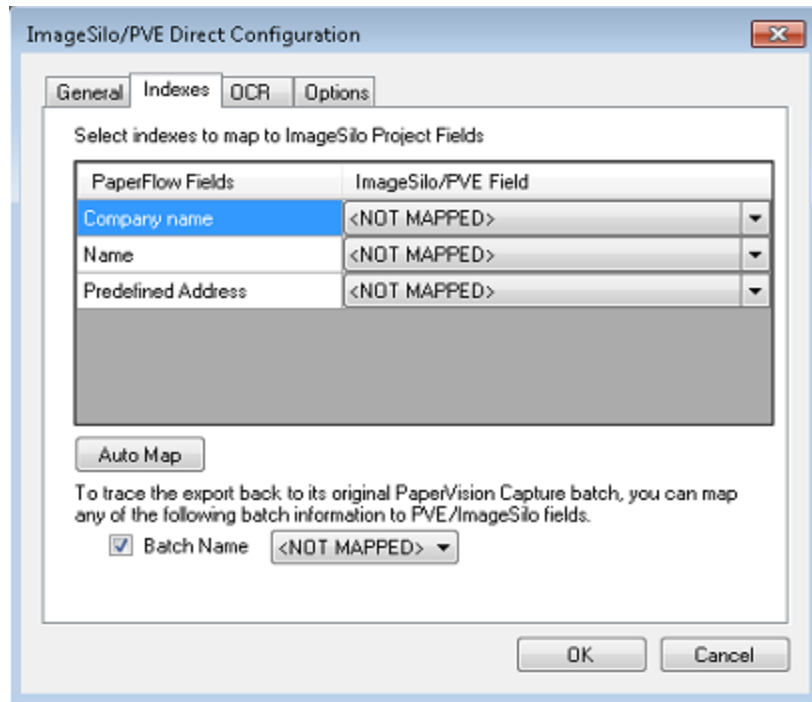 ImageSilo/PVE Direct Configuration
General Indexes OCR Options
Select indexes to map to ImageSilo Project Fields
PaperFlow Fields ImageSilo/PVE Field
Company name <NOT MAPPED>
Name <NOT MAPPED>
Predefined Address <NOT MAPPED>
Auto Map
To trace the export back to its original PaperVision Capture batch, you can map
any of the following batch information to PVE/ImageSilo fields.
Batch Name <NOT MAPPED>
OK Cancel